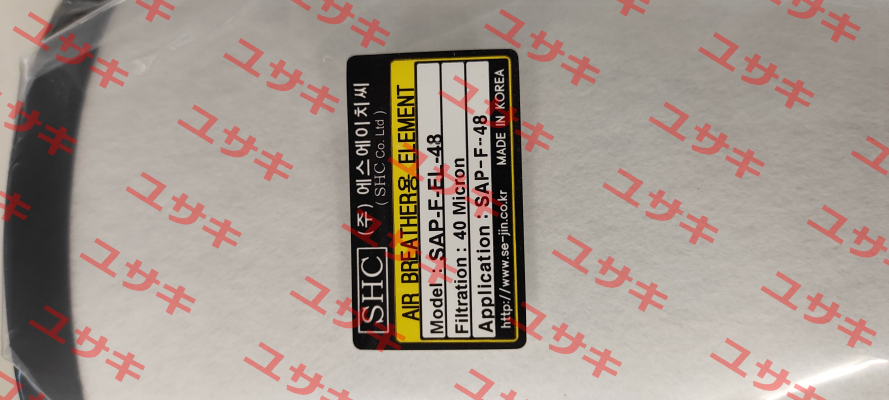 SHC (주) 에스에이치씨
( SHC Co. Ltd )
AIR BREATHER용 ELEMENT
Model : SAP-F-EL-48
Filtration : 40 Micron
Application : SAP-F-48
http://www.se-jin.co.kr MADE IN KOREA
ユサキ